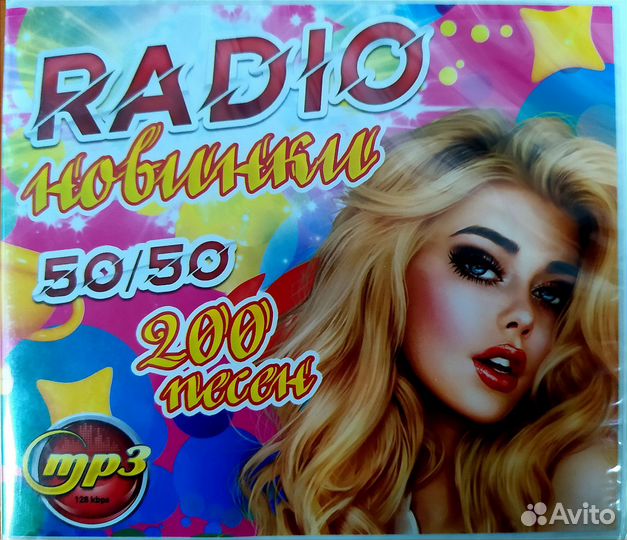 RADIO
новинки
50/50
200
песен
mp3
128 kbps
Avito